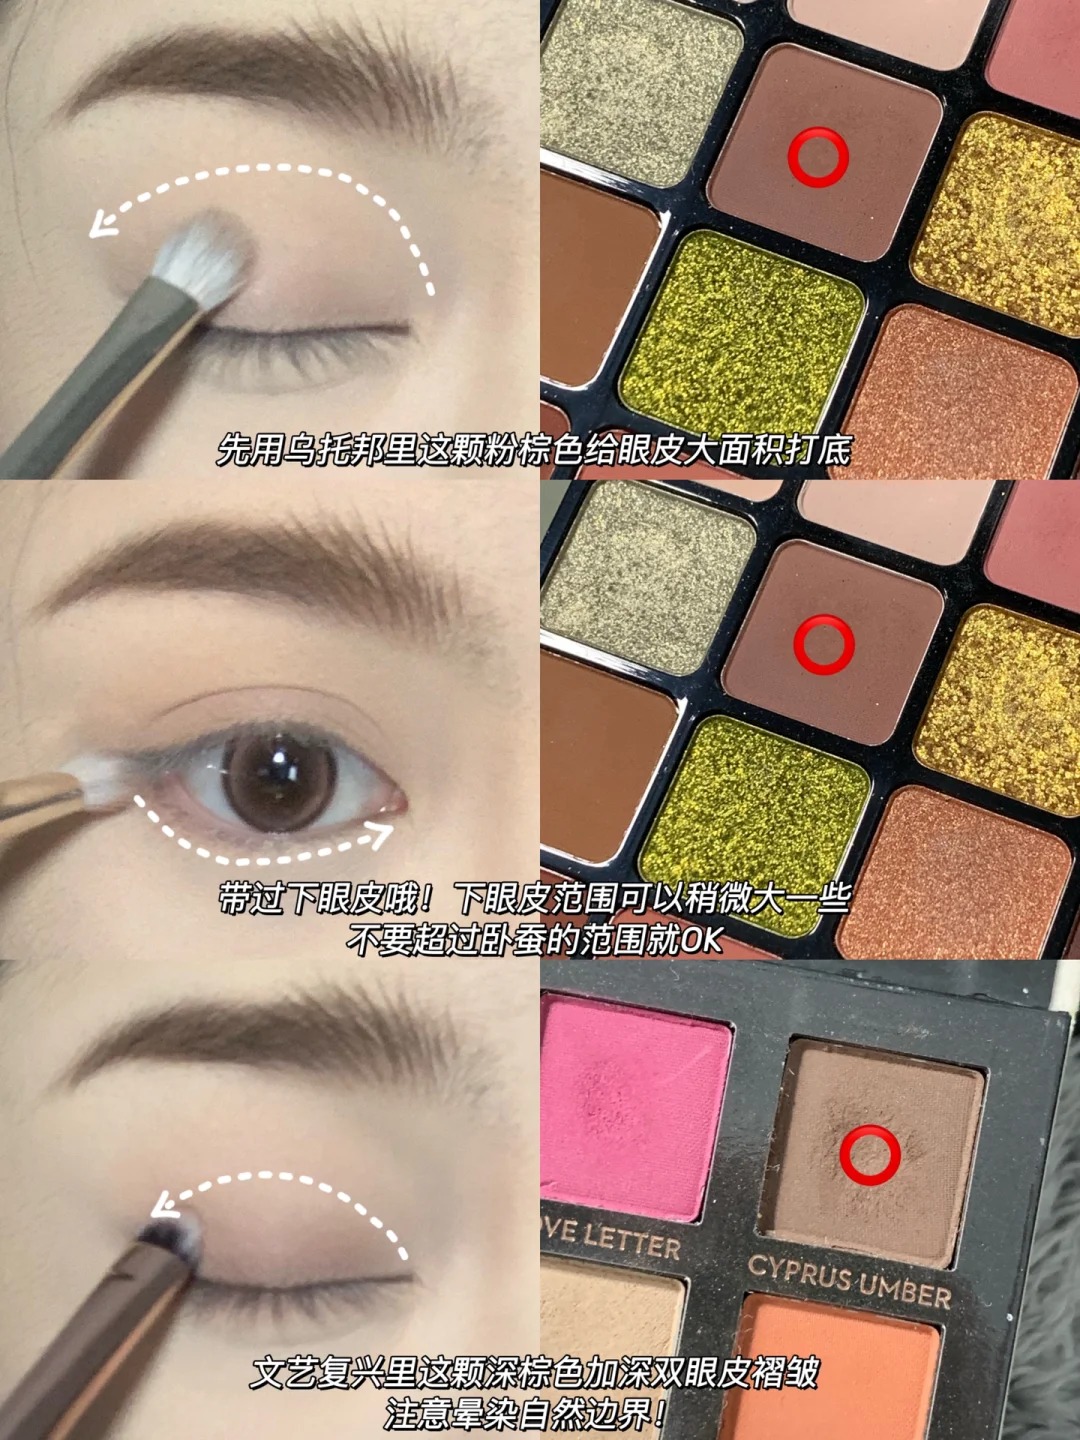 先用乌托邦里这颗粉棕色给眼皮大面积打底
带过下眼皮哦！下眼皮范围可以稍微大一些
不要超过卧蚕的范围就OK
OVE LETTER
CYPRUS UMBER
文艺复兴里这颗深棕色加深双眼皮褶皱
注意晕染自然边界！